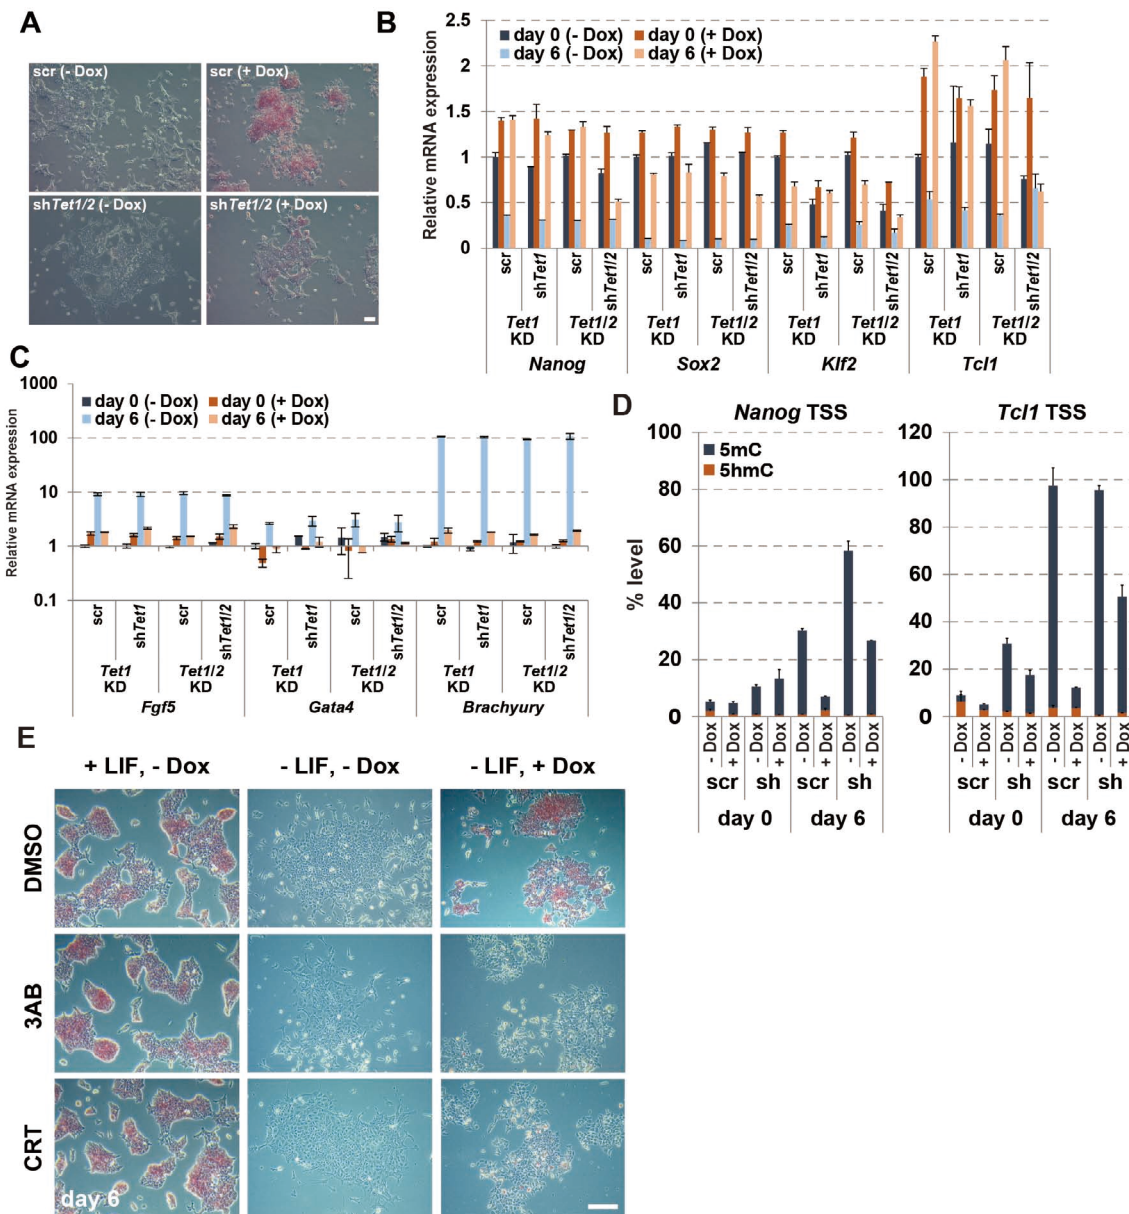 A
scr (- Dox)
scr (+ Dox)
shTet1/2 (- Dox)
shTet1/2 (+ Dox)
B
Relative mRNA expression
2.5
2
1.5
1
0.5
0
day 0 (- Dox)
day 0 (+ Dox)
day 6 (- Dox)
day 6 (+ Dox)
scr
shTet1
scr
shTet1/2
scr
shTet1
scr
shTet1/2
scr
shTet1
scr
shTet1/2
scr
shTet1
scr
shTet1/2
Tet1 KD
Tet1/2 KD
Tet1 KD
Tet1/2 KD
Tet1 KD
Tet1/2 KD
Tet1 KD
Tet1/2 KD
Nanog
Sox2
Klf2
Tcl1
C
Relative mRNA expression
1000
100
10
1
0.1
day 0 (- Dox)
day 0 (+ Dox)
day 6 (- Dox)
day 6 (+ Dox)
scr
shTet1
scr
shTet1/2
scr
shTet1
scr
shTet1/2
scr
shTet1
scr
shTet1/2
Tet1 KD
Tet1/2 KD
Tet1 KD
Tet1/2 KD
Tet1 KD
Tet1/2 KD
Fgf5
Gata4
Brachyury
D
Nanog TSS
% level
100
80
60
40
20
0
5mC
5hmC
- Dox
+ Dox
- Dox
+ Dox
- Dox
+ Dox
- Dox
+ Dox
scr
sh
scr
sh
day 0
day 6
Tcl1 TSS
120
100
80
60
40
20
0
- Dox
+ Dox
- Dox
+ Dox
- Dox
+ Dox
- Dox
+ Dox
scr
sh
scr
sh
day 0
day 6
E
+ LIF, - Dox
- LIF, - Dox
- LIF, + Dox
DMSO
3AB
CRT
day 6